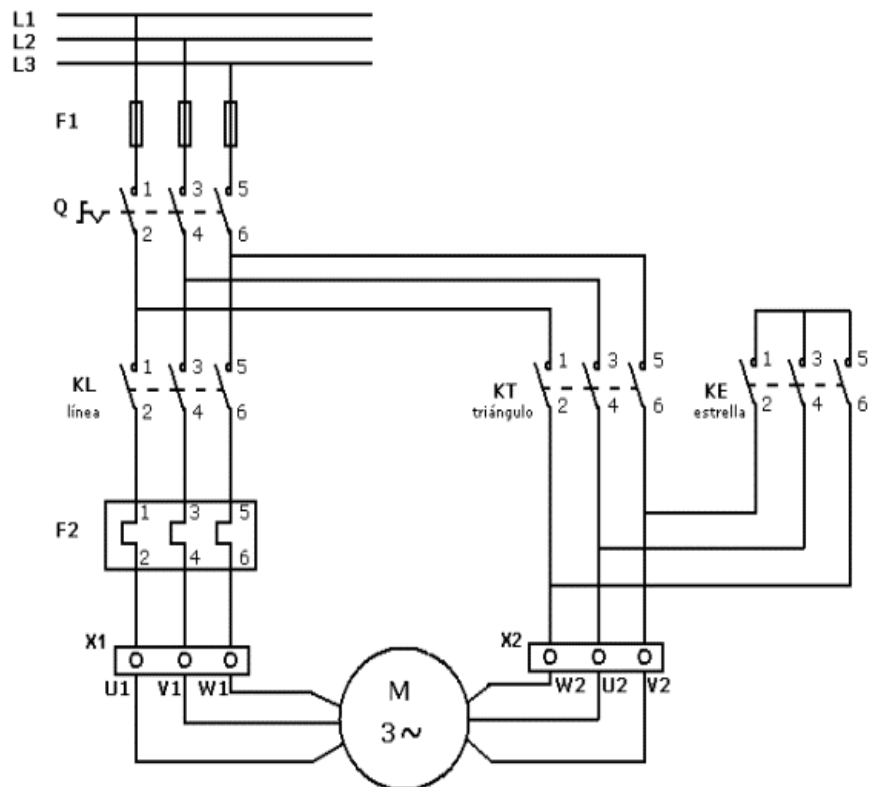 L1
L2
L3
F1
1 3 5
Q
2 4 6
1 3 5
KL
línea
2 4 6
1 3 5
KT
triángulo
2 4 6
1 3 5
KE
estrella
2 4 6
F2
1 3 5
2 4 6
X1
U1 V1 W1
X2
W2 U2 V2
M
3~